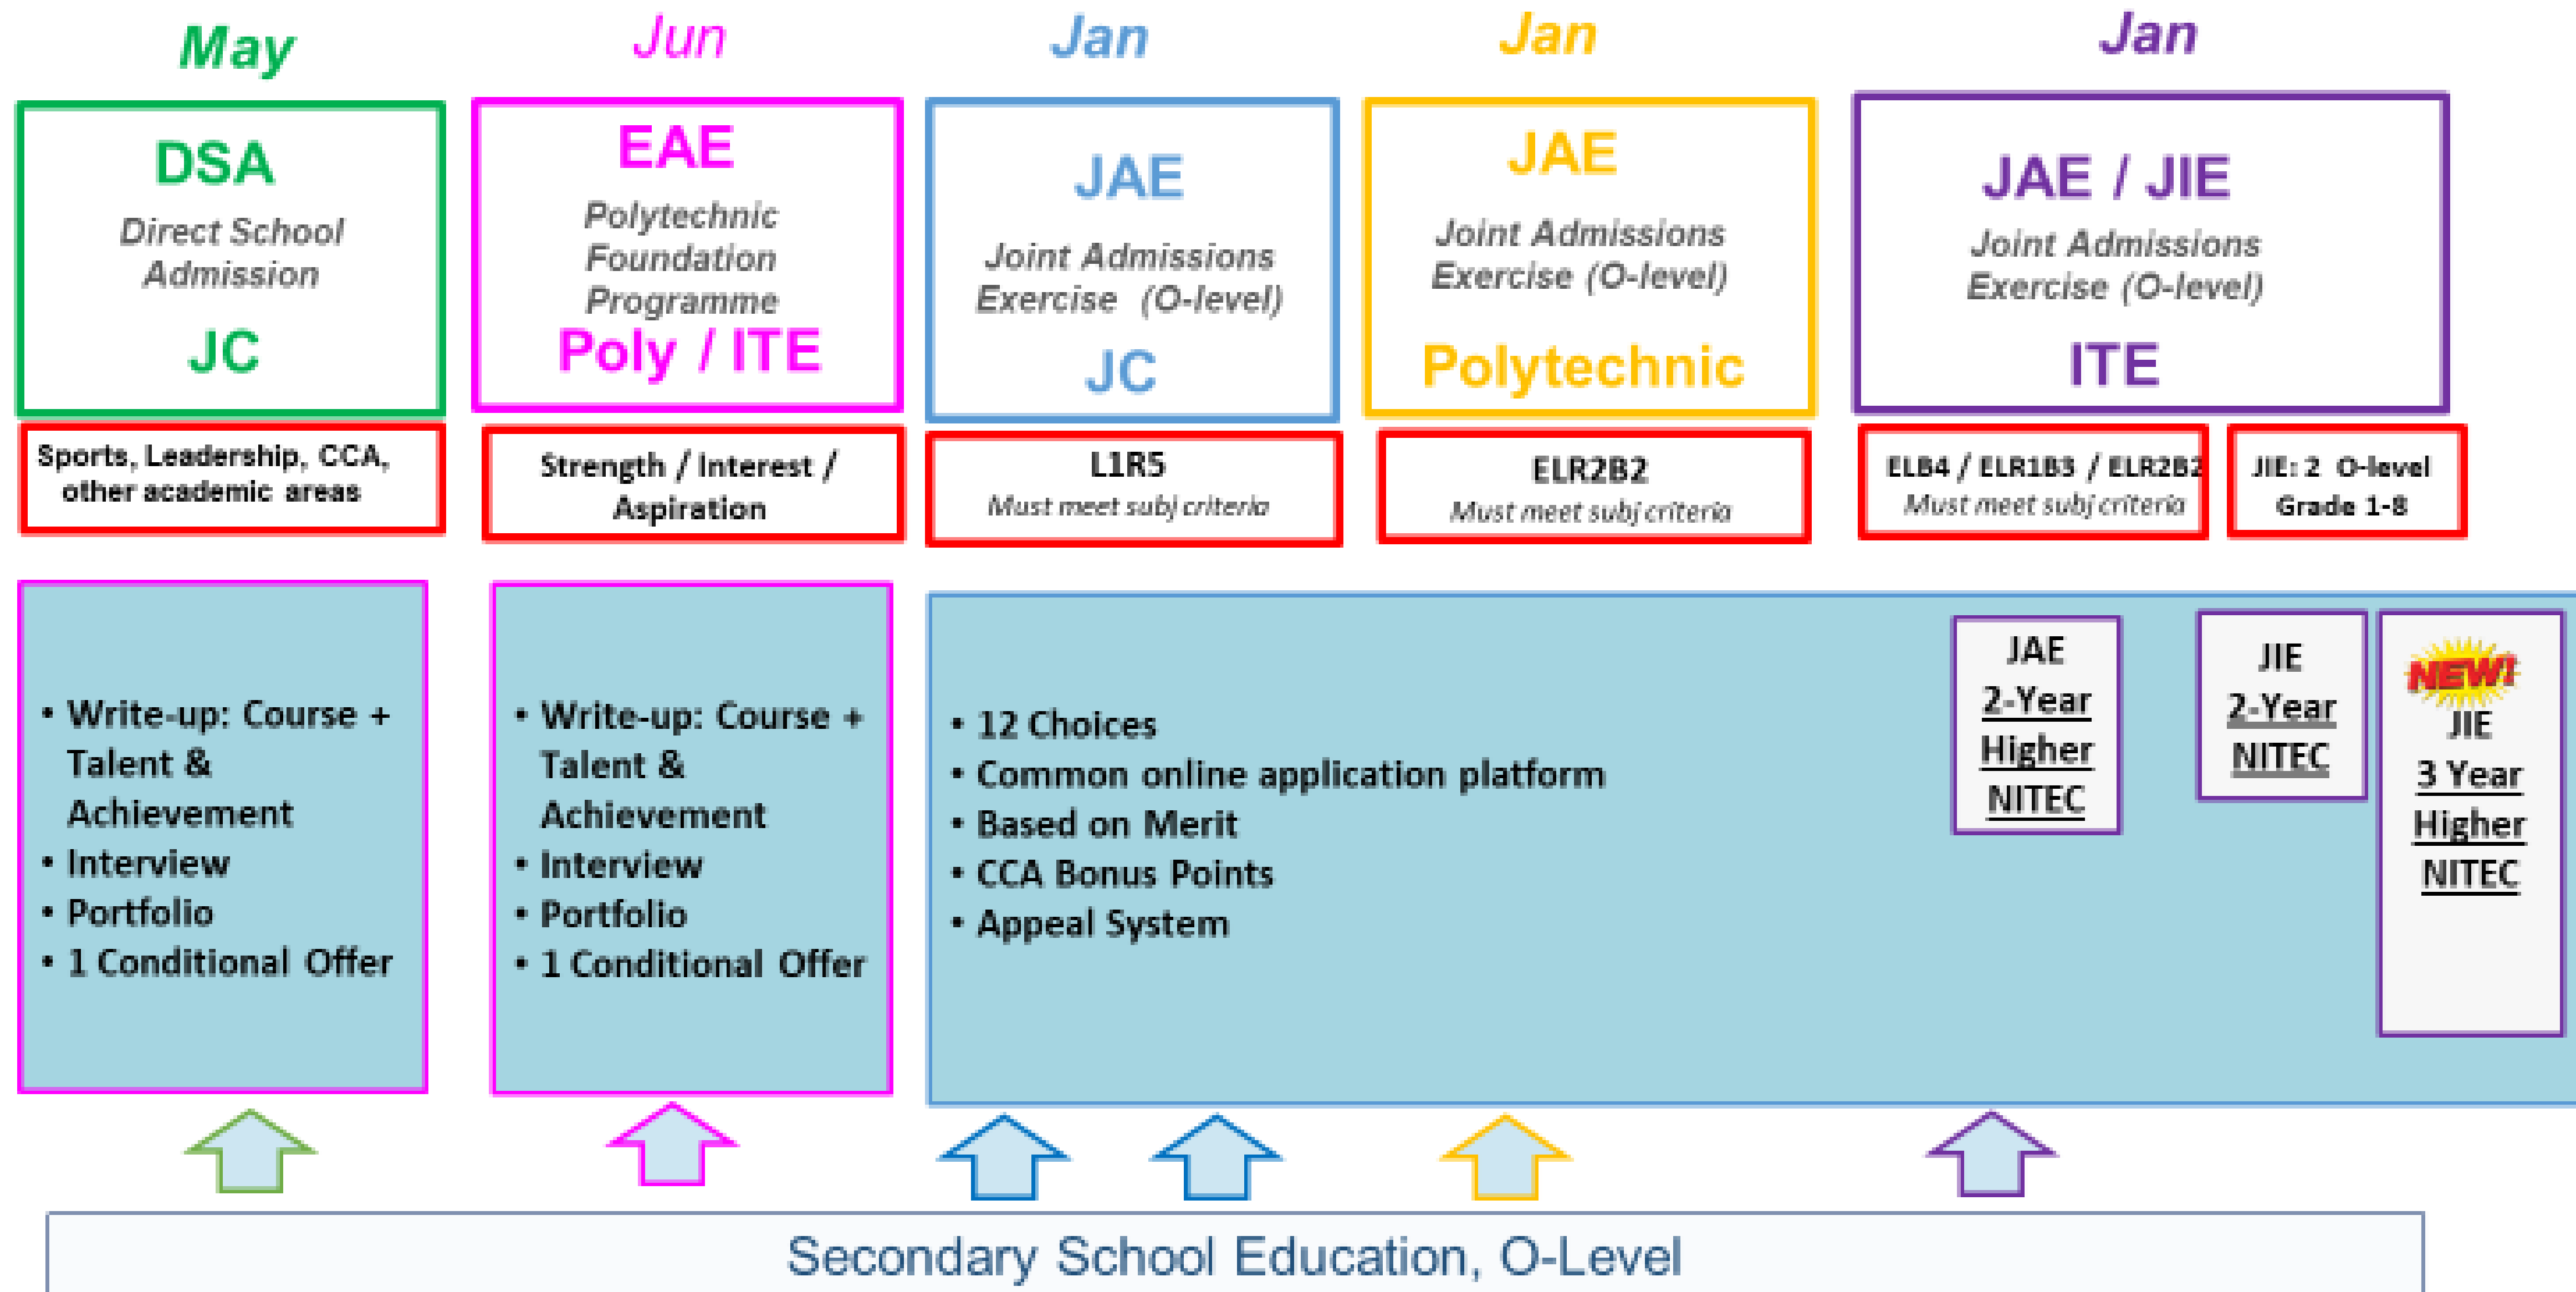 May
Jun
Jan
Jan
Jan
DSA
Direct School
Admission
JC
EAE
Polytechnic
Foundation
Programme
Poly / ITE
JAE
Joint Admissions
Exercise (O-level)
JC
JAE
Joint Admissions
Exercise (O-level)
Polytechnic
JAE / JIE
Joint Admissions
Exercise (O-level)
ITE
Sports, Leadership, CCA,
other academic areas
Strength / Interest /
Aspiration
L1R5
Must meet subj criteria
ELR2B2
Must meet subj criteria
ELB4 / ELR1B3 / ELR2B2
Must meet subj criteria
JIE: 2 O-level
Grade 1-8
• Write-up: Course +
Talent &
Achievement
• Interview
• Portfolio
• 1 Conditional Offer
• Write-up: Course +
Talent &
Achievement
• Interview
• Portfolio
• 1 Conditional Offer
• 12 Choices
• Common online application platform
• Based on Merit
• CCA Bonus Points
• Appeal System
JAE
2-Year
Higher
NITEC
JIE
2-Year
NITEC
NEW!
JIE
3 Year
Higher
NITEC
Secondary School Education, O-Level